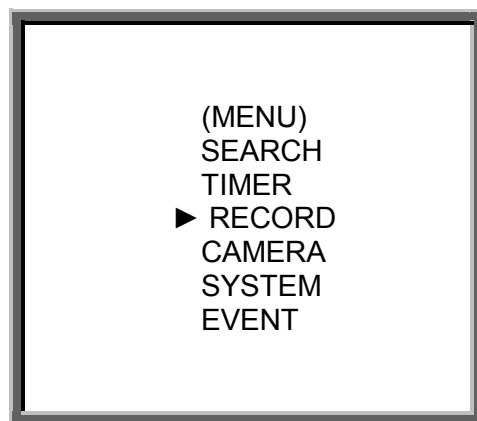 (MENU)
SEARCH
TIMER
► RECORD
CAMERA
SYSTEM
EVENT